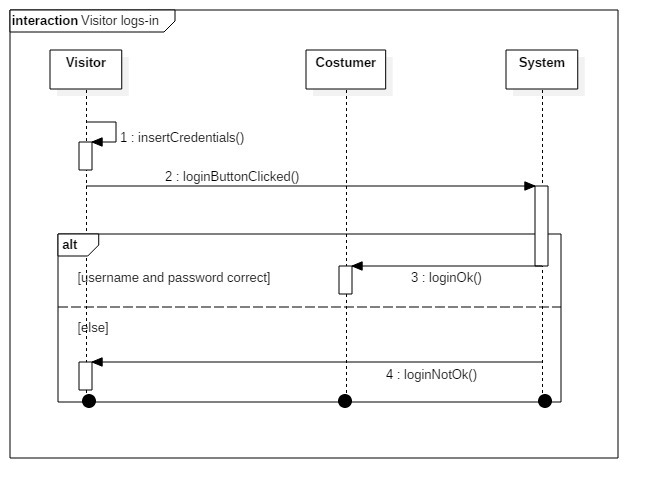 interaction Visitor logs-in
Visitor
Costumer
System
1 : insertCredentials()
2 : loginButtonClicked()
alt
[username and password correct]
3 : loginOk()
[else]
4 : loginNotOk()